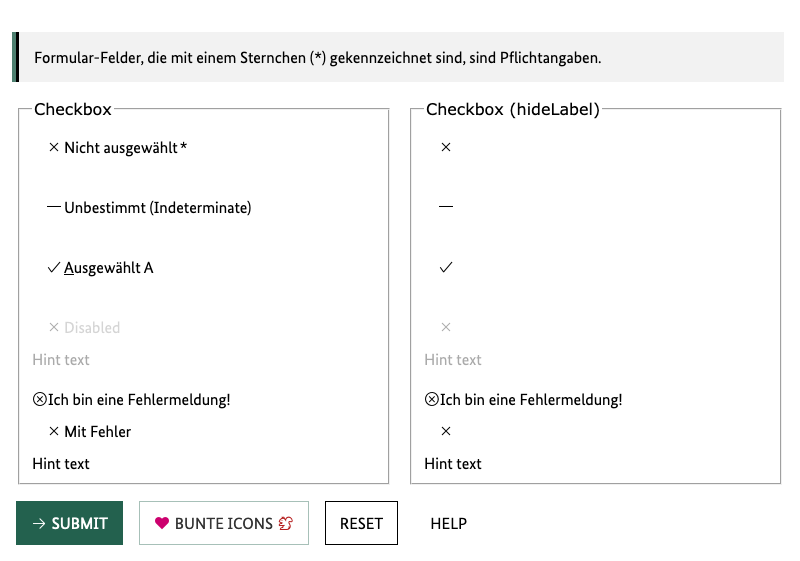 Formular-Felder, die mit einem Sternchen (*) gekennzeichnet sind, sind Pflichtangaben.
Checkbox
Nicht ausgewählt *
Unbestimmt (Indeterminate)
Ausgewählt A
Disabled
Hint text
Ich bin eine Fehlermeldung!
Mit Fehler
Hint text
Checkbox (hideLabel)
Hint text
Ich bin eine Fehlermeldung!
Hint text
SUBMIT
BUNTE ICONS
RESET
HELP